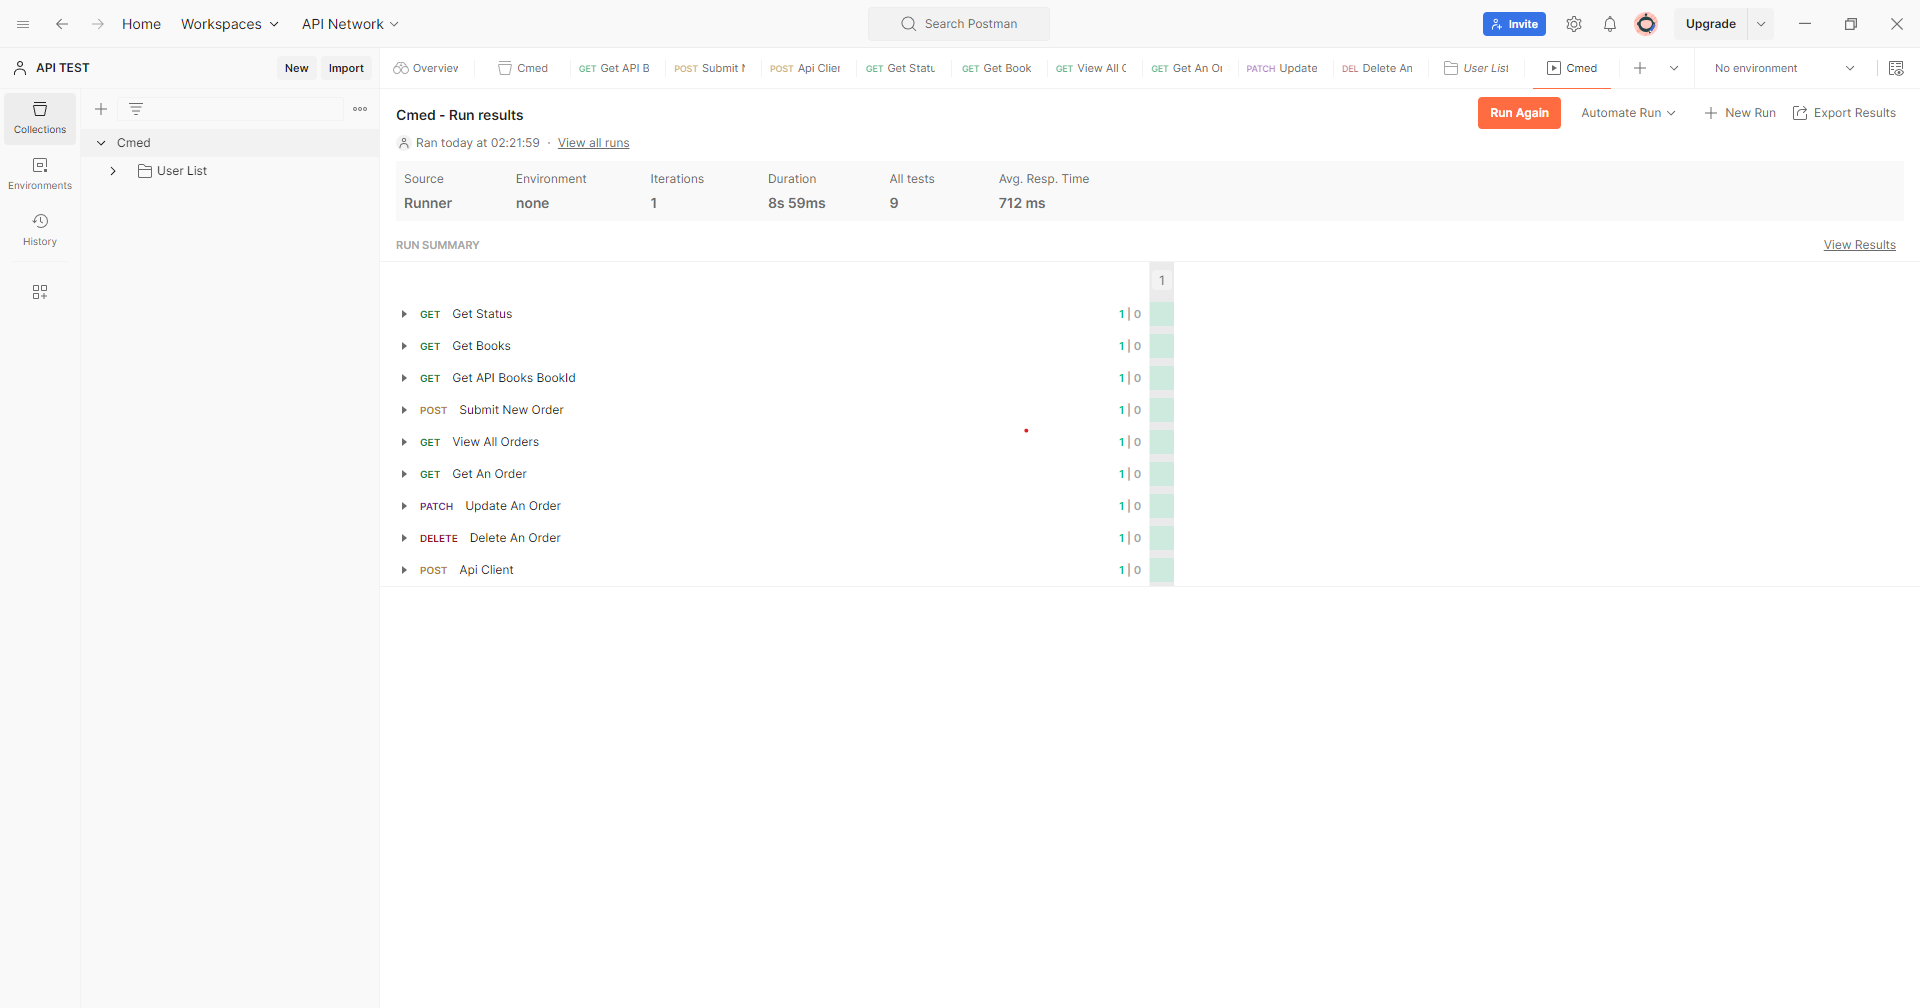 Home Workspaces API Network Search Postman Invite Upgrade
API TEST New Import Overview Cmed GET Get API B POST Submit POST Api Clie GET Get Statu GET Get Book GET View All GET Get An Or PATCH Update DEL Delete An User List Cmed No environment
Collections
Environments
History
Cmed
User List
Cmed - Run results Run Again Automate Run New Run Export Results
Ran today at 02:21:59 · View all runs
Source Environment Iterations Duration All tests Avg. Resp. Time
Runner none 1 8s 59ms 9 712 ms
RUN SUMMARY View Results
1
GET Get Status 1 | 0
GET Get Books 1 | 0
GET Get API Books BookId 1 | 0
POST Submit New Order 1 | 0
GET View All Orders 1 | 0
GET Get An Order 1 | 0
PATCH Update An Order 1 | 0
DELETE Delete An Order 1 | 0
POST Api Client 1 | 0